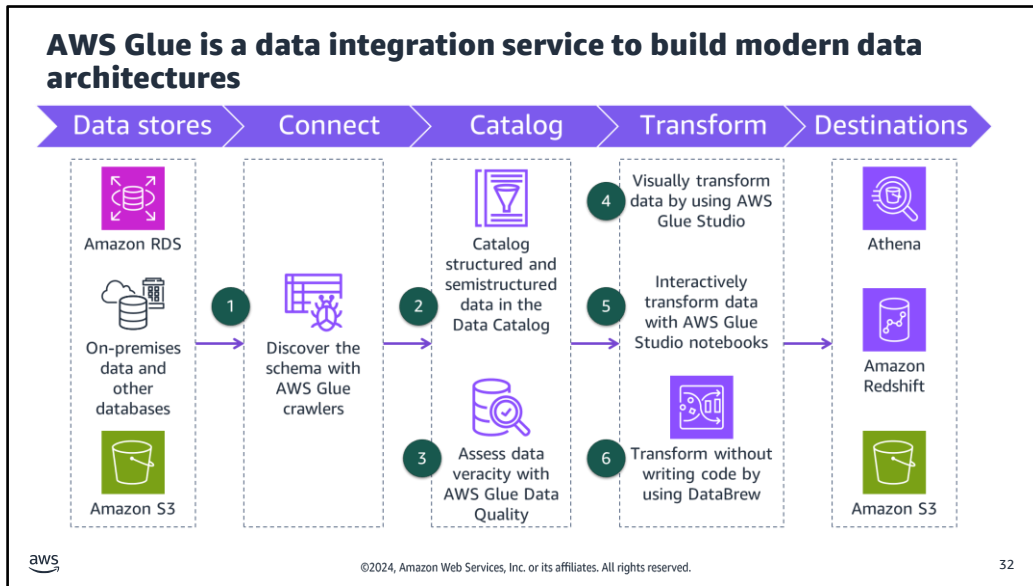 AWS Glue is a data integration service to build modern data
architectures
Data stores
Connect
Catalog
Transform
Destinations
Amazon RDS
On-premises
data and
other
databases
Amazon S3
1
Discover the
schema with
AWS Glue
crawlers
2
Catalog
structured and
semistructured
data in the
Data Catalog
3
Assess data
veracity with
AWS Glue Data
Quality
4
Visually transform
data by using AWS
Glue Studio
5
Interactively
transform data
with AWS Glue
Studio notebooks
6
Transform without
writing code by
using DataBrew
Athena
Amazon
Redshift
Amazon S3
aws
©2024, Amazon Web Services, Inc. or its affiliates. All rights reserved.
32